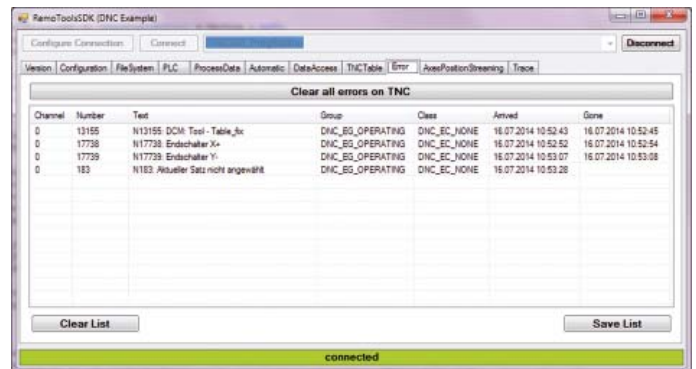 RemoToolsSDK (DNC Example)
Configure Connection Connect Disconnect
Version Configuration FileSystem PLC ProcessData Automatic DataAccess TNCTable Error AxesPositionStreaming Trace
Clear all errors on TNC
Channel Number Text Group Class Arrived Gone
0 13155 N13155: DCM: Tool - Table_fix DNC_EG_OPERATING DNC_EC_NONE 16.07.2014 10:52:43 16.07.2014 10:52:45
0 17738 N17738: Endschalter X+ DNC_EG_OPERATING DNC_EC_NONE 16.07.2014 10:52:52 16.07.2014 10:52:54
0 17739 N17739: Endschalter Y- DNC_EG_OPERATING DNC_EC_NONE 16.07.2014 10:53:07 16.07.2014 10:53:08
0 183 N183: Aktueller Satz nicht angewählt DNC_EG_OPERATING DNC_EC_NONE 16.07.2014 10:53:28
Clear List Save List
connected